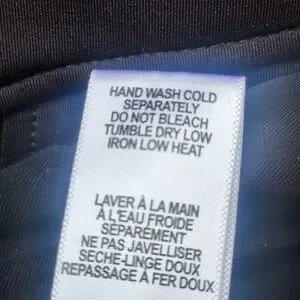 HAND WASH COLD
SEPARATELY
DO NOT BLEACH
TUMBLE DRY LOW
IRON LOW HEAT
LAVER À LA MAIN
À L'EAU FROIDE
SÉPARÉMENT
NE PAS JAVELLISER
SECHE-LINGE DOUX
REPASSAGE À FER DOUX